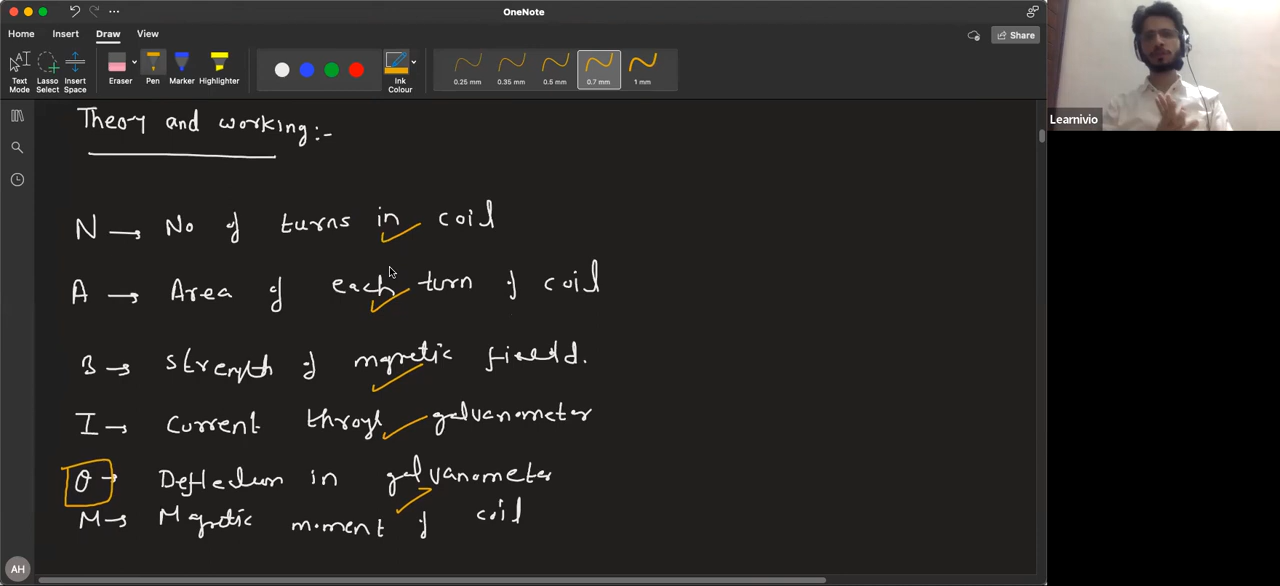 OneNote
Home Insert Draw View
Share
Text Mode
Lasso Select
Insert Space
Eraser
Pen
Marker
Highlighter
Ink Colour
0.25 mm 0.35 mm 0.5 mm 0.7 mm 1 mm
Learnivio
Theory and working:-
N → No of turns in coil
A → Area of each turn of coil
B → Strength of magnetic field.
I → Current through galvanometer
θ → Deflection in galvanometer
M → Magnetic moment of coil
AH